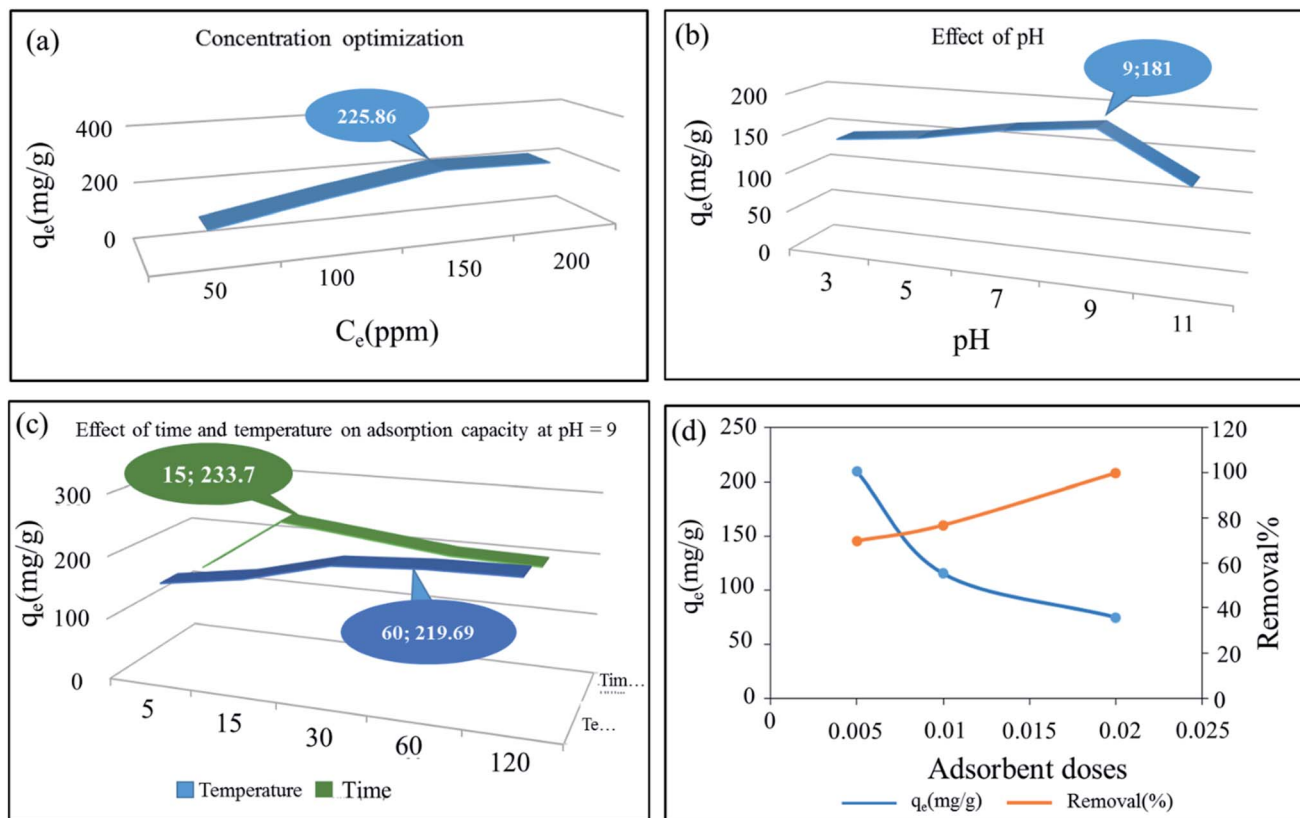 (a)
Concentration optimization
225.86
400
200
0
qe(mg/g)
50
100
150
200
Ce(ppm)
(b)
Effect of pH
9;181
200
150
100
50
0
qe(mg/g)
3
5
7
9
11
pH
(c)
Effect of time and temperature on adsorption capacity at pH = 9
15; 233.7
300
200
100
0
qe(mg/g)
60; 219.69
Tim…
Te…
5
15
30
60
120
Temperature
Time
(d)
250
200
150
100
50
0
qe(mg/g)
120
100
80
60
40
20
0
Removal%
0
0.005
0.01
0.015
0.02
0.025
Adsorbent doses
qe(mg/g)
Removal(%)